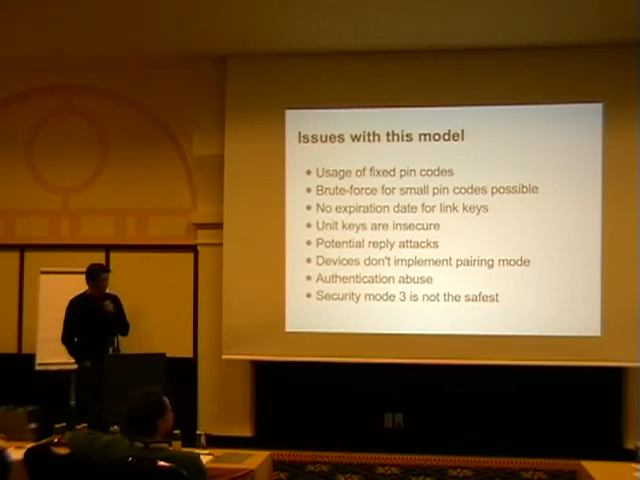 Issues with this model
Usage of fixed pin codes
Brute-force for small pin codes possible
No expiration date for link keys
Unit keys are insecure
Potential reply attacks
Devices don't implement pairing mode
Authentication abuse
Security mode 3 is not the safest